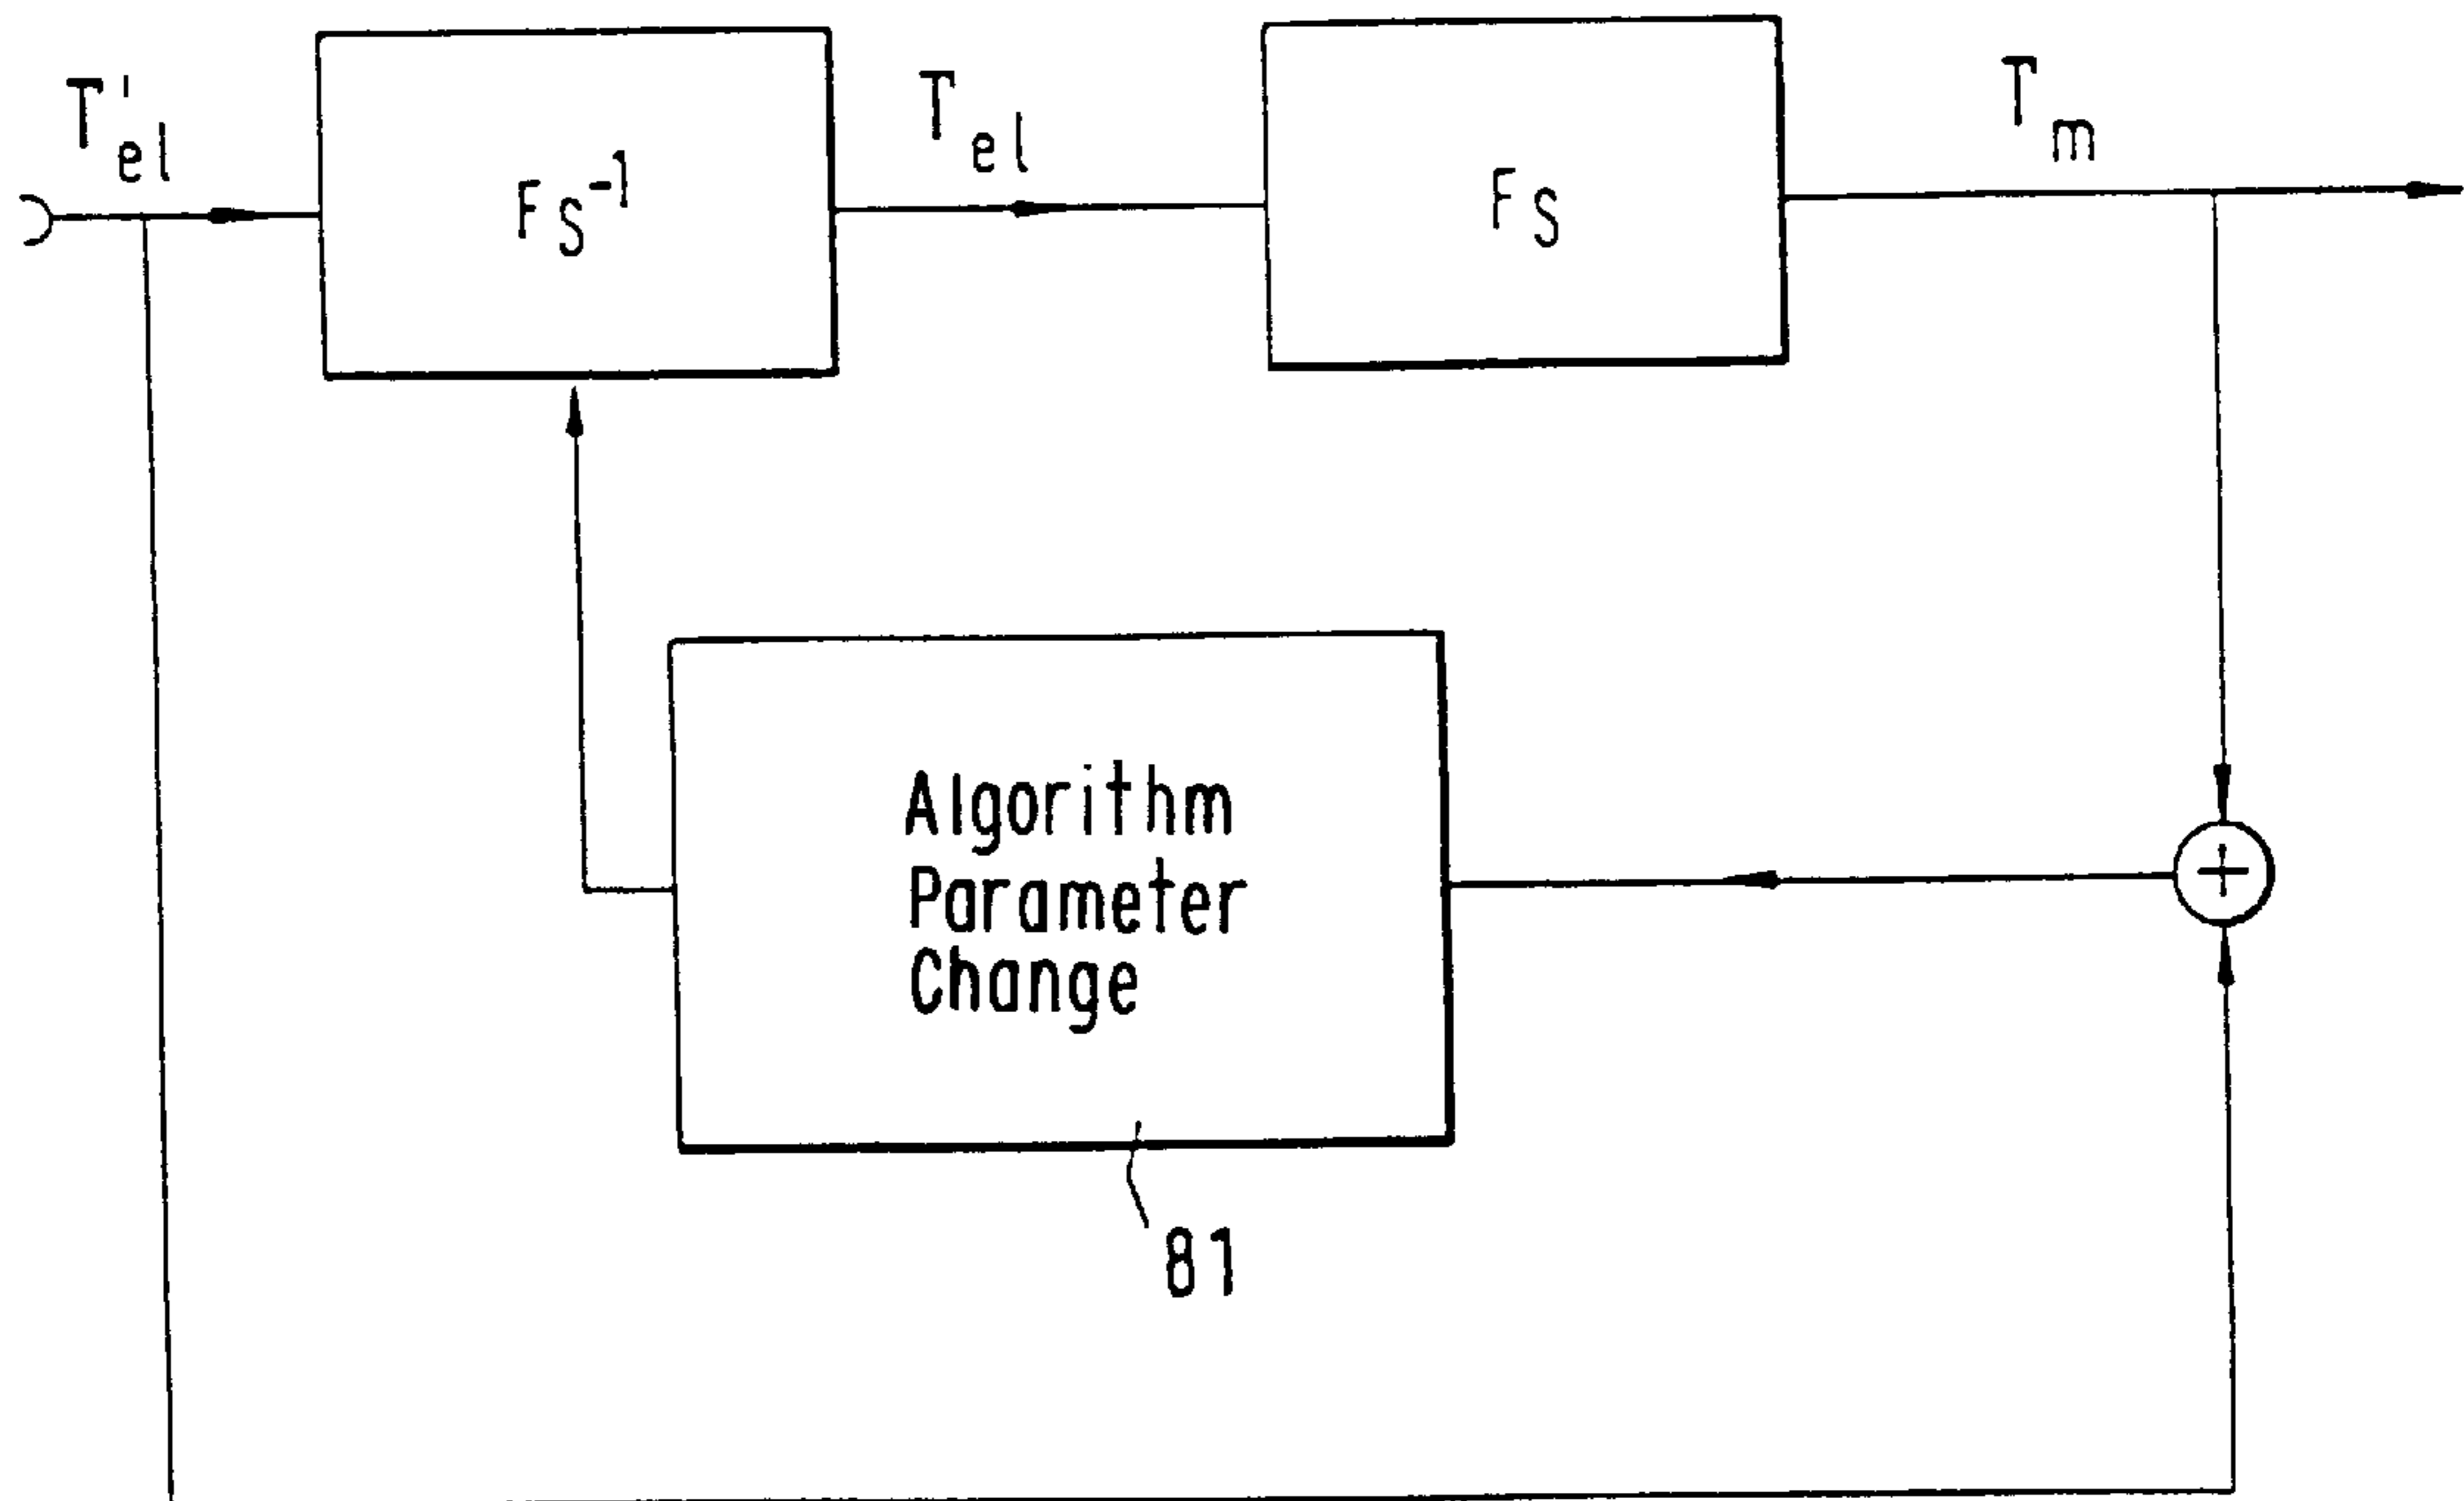 T'el
Tel
Tm
FS-1
FS
+
Algorithm
Parameter
Change
81